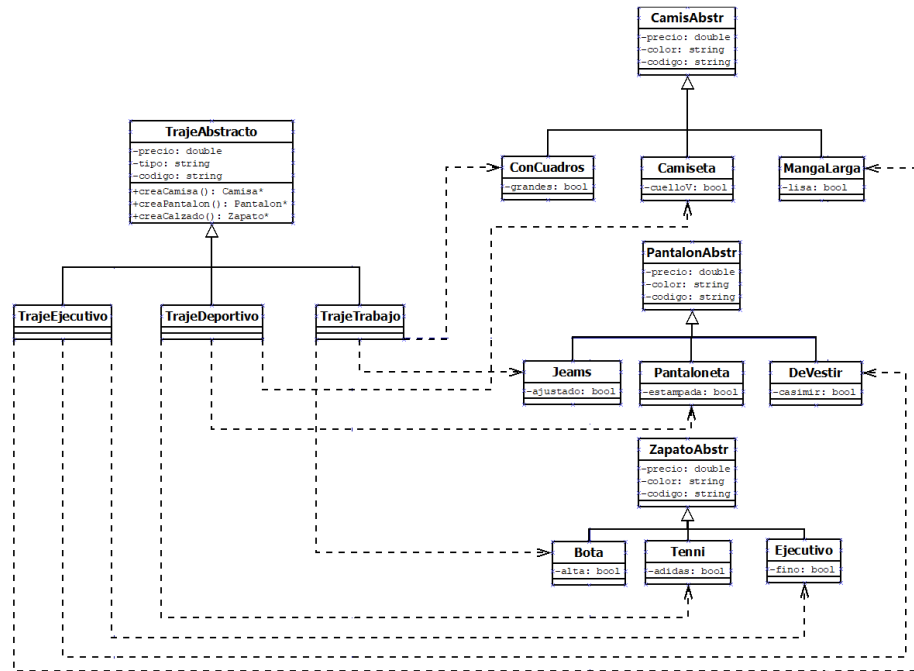 CamisAbstr
-precio: double
-color: string
-codigo: string
TrajeAbstracto
-precio: double
-tipo: string
-codigo: string
+creaCamisa(): Camisa*
+creaPantalon(): Pantalon*
+creaCalzado(): Zapato*
ConCuadros
-grandes: bool
Camiseta
-cuelloV: bool
MangaLarga
-lisa: bool
PantalonAbstr
-precio: double
-color: string
-codigo: string
TrajeEjecutivo
TrajeDeportivo
TrajeTrabajo
Jeams
-ajustado: bool
Pantaloneta
-estampada: bool
DeVestir
-casimir: bool
ZapatoAbstr
-precio: double
-color: string
-codigo: string
Bota
-alta: bool
Tenni
-adidas: bool
Ejecutivo
-fino: bool